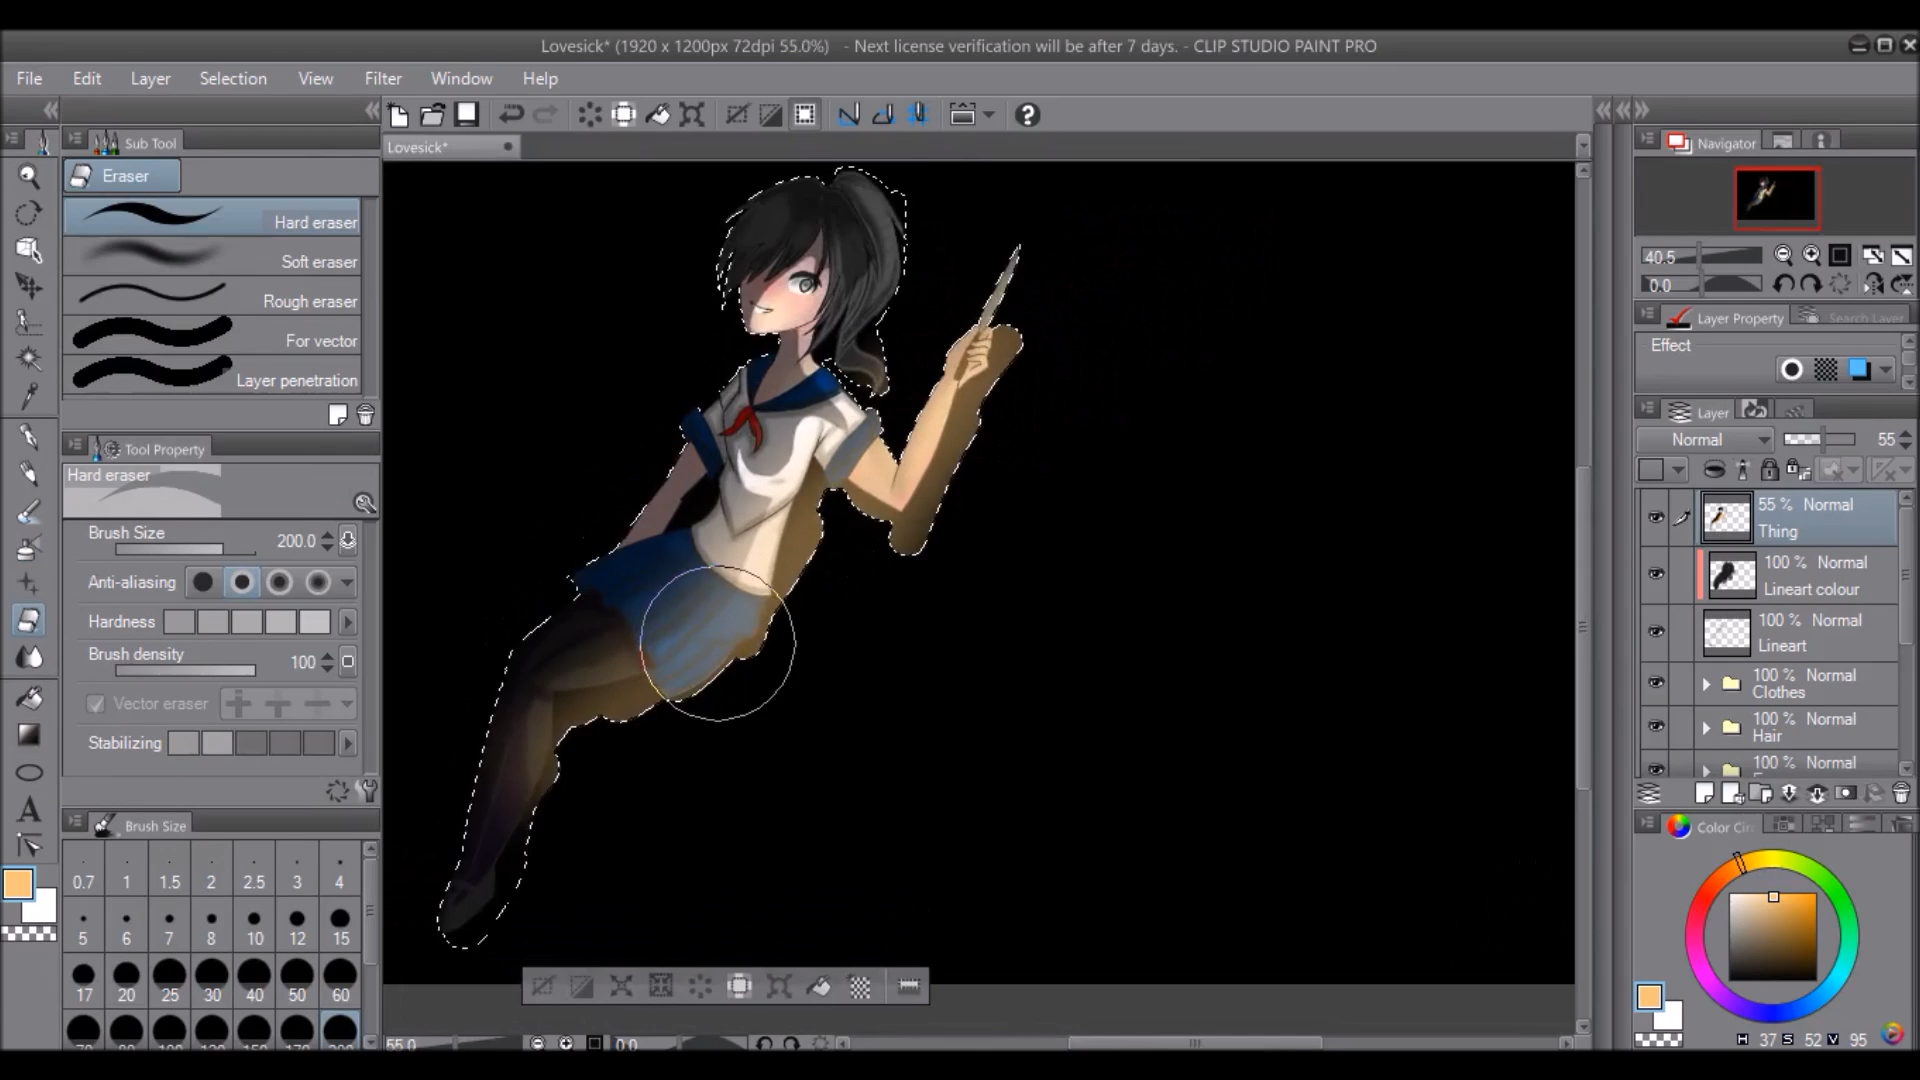 Lovesick* (1920 x 1200px 72dpi 55.0%)  - Next license verification will be after 7 days. - CLIP STUDIO PAINT PRO
File Edit Layer Selection View Filter Window Help
Sub Tool
Eraser
Hard eraser
Soft eraser
Rough eraser
For vector
Layer penetration
Tool Property
Hard eraser
Brush Size 200.0
Anti-aliasing
Hardness
Brush density 100
Vector eraser
Stabilizing
Brush Size
0.7 1 1.5 2 2.5 3 4
5 6 7 8 10 12 15
17 20 25 30 40 50 60
Lovesick*
55.0 0.0
Navigator
40.5
0.0
Layer Property Search Layer
Effect
Layer
Normal 55
55 % Normal
Thing
100 % Normal
Lineart colour
100 % Normal
Lineart
100 % Normal
Clothes
100 % Normal
Hair
100 % Normal
Color Cir
H 37 S 52 V 95